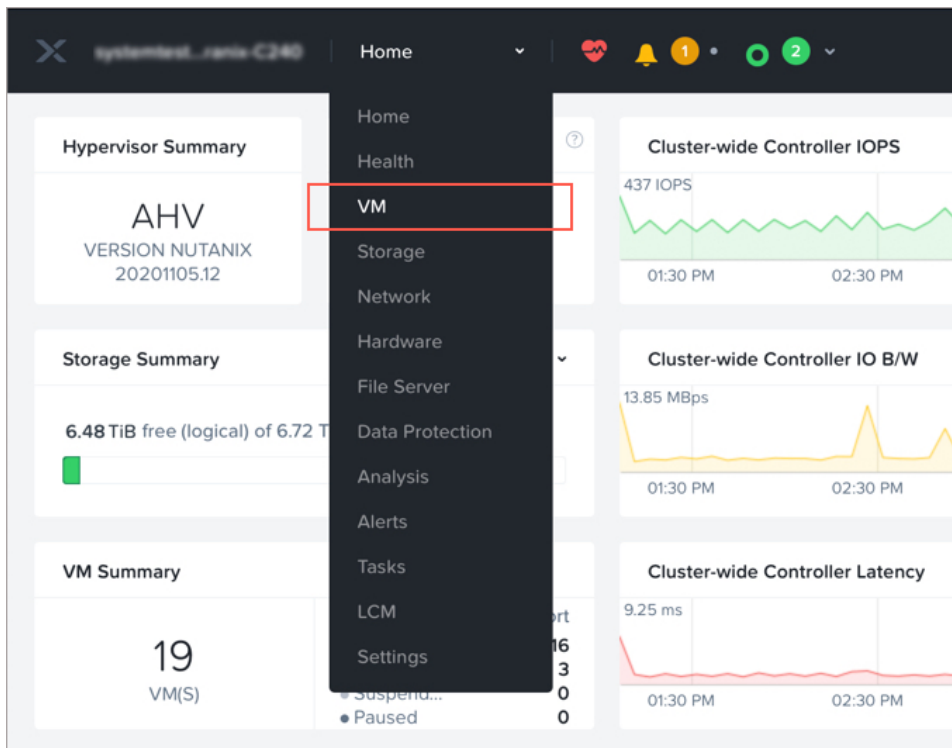 Home
1
2
Home
Health
VM
Storage
Network
Hardware
File Server
Data Protection
Analysis
Alerts
Tasks
LCM
Settings
Hypervisor Summary
?
AHV
VERSION NUTANIX
20201105.12
Cluster-wide Controller IOPS
437 IOPS
01:30 PM 02:30 PM
Storage Summary
6.48 TiB free (logical) of 6.72 T
Cluster-wide Controller IO B/W
13.85 MBps
01:30 PM 02:30 PM
VM Summary
19
VM(S)
16
3
Suspend... 0
Paused 0
Cluster-wide Controller Latency
9.25 ms
01:30 PM 02:30 PM